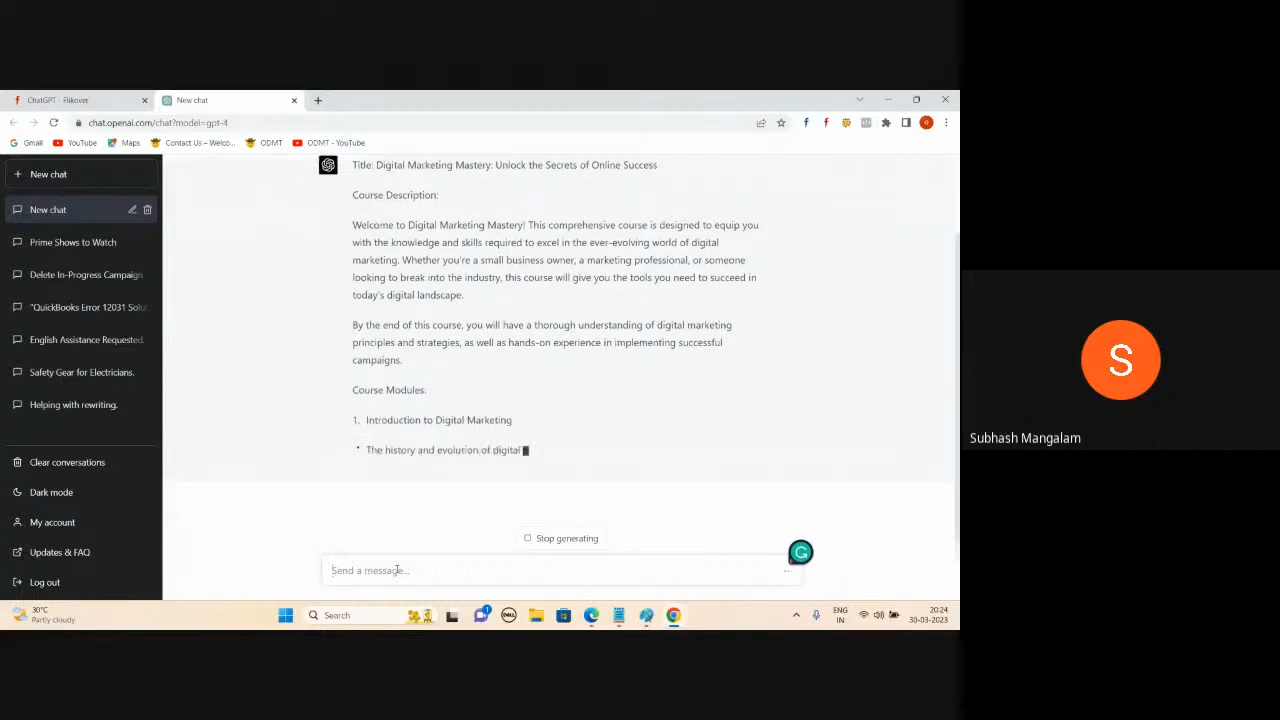 ChatGPT - Flikover
New chat
chat.openai.com/chat?model=gpt-4
Gmail
YouTube
Maps
Contact Us – Welco...
ODMT
ODMT - YouTube
New chat
New chat
Prime Shows to Watch
Delete In-Progress Campaign
"QuickBooks Error 12031 Solut
English Assistance Requested.
Safety Gear for Electricians.
Helping with rewriting.
Clear conversations
Dark mode
My account
Updates & FAQ
Log out
Title: Digital Marketing Mastery: Unlock the Secrets of Online Success
Course Description:
Welcome to Digital Marketing Mastery! This comprehensive course is designed to equip you
with the knowledge and skills required to excel in the ever-evolving world of digital
marketing. Whether you're a small business owner, a marketing professional, or someone
looking to break into the industry, this course will give you the tools you need to succeed in
today's digital landscape.
By the end of this course, you will have a thorough understanding of digital marketing
principles and strategies, as well as hands-on experience in implementing successful
campaigns.
Course Modules:
1. Introduction to Digital Marketing
• The history and evolution of digital
Stop generating
Send a message...
S
Subhash Mangalam
30°C
Partly cloudy
Search
1
DELL
ENG
IN
20:24
30-03-2023